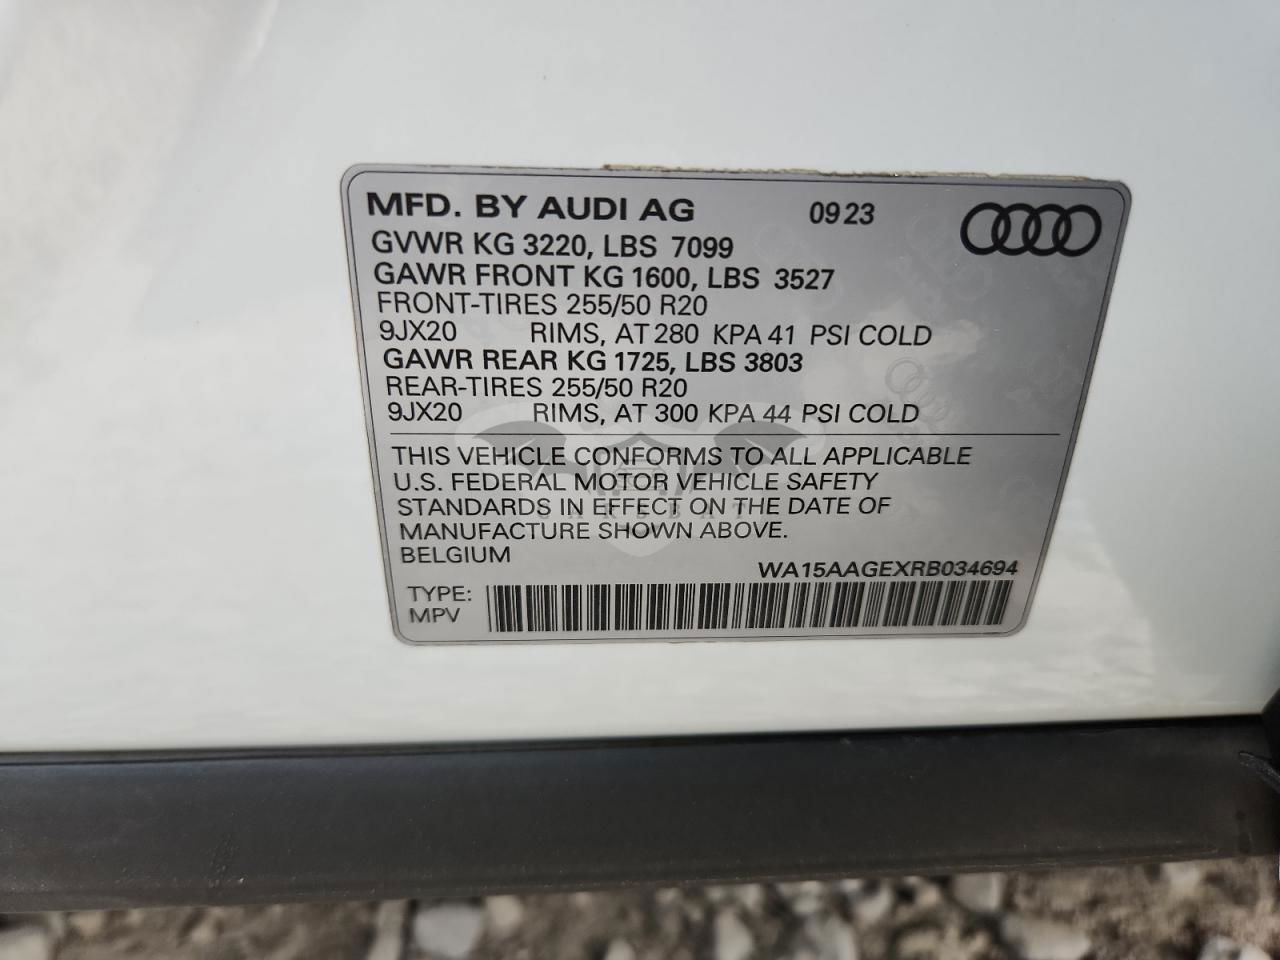 MFD. BY AUDI AG 09 23
GVWR KG 3220, LBS 7099
GAWR FRONT KG 1600, LBS 3527
FRONT-TIRES 255/50 R20
9JX20 RIMS, AT 280 KPA 41 PSI COLD
GAWR REAR KG 1725, LBS 3803
REAR-TIRES 255/50 R20
9JX20 RIMS, AT 300 KPA 44 PSI COLD
THIS VEHICLE CONFORMS TO ALL APPLICABLE
U.S. FEDERAL MOTOR VEHICLE SAFETY
STANDARDS IN EFFECT ON THE DATE OF
CARSBAT
MANUFACTURE SHOWN ABOVE.
BELGIUM
WA15AAGEXRB034694
TYPE:
MPV